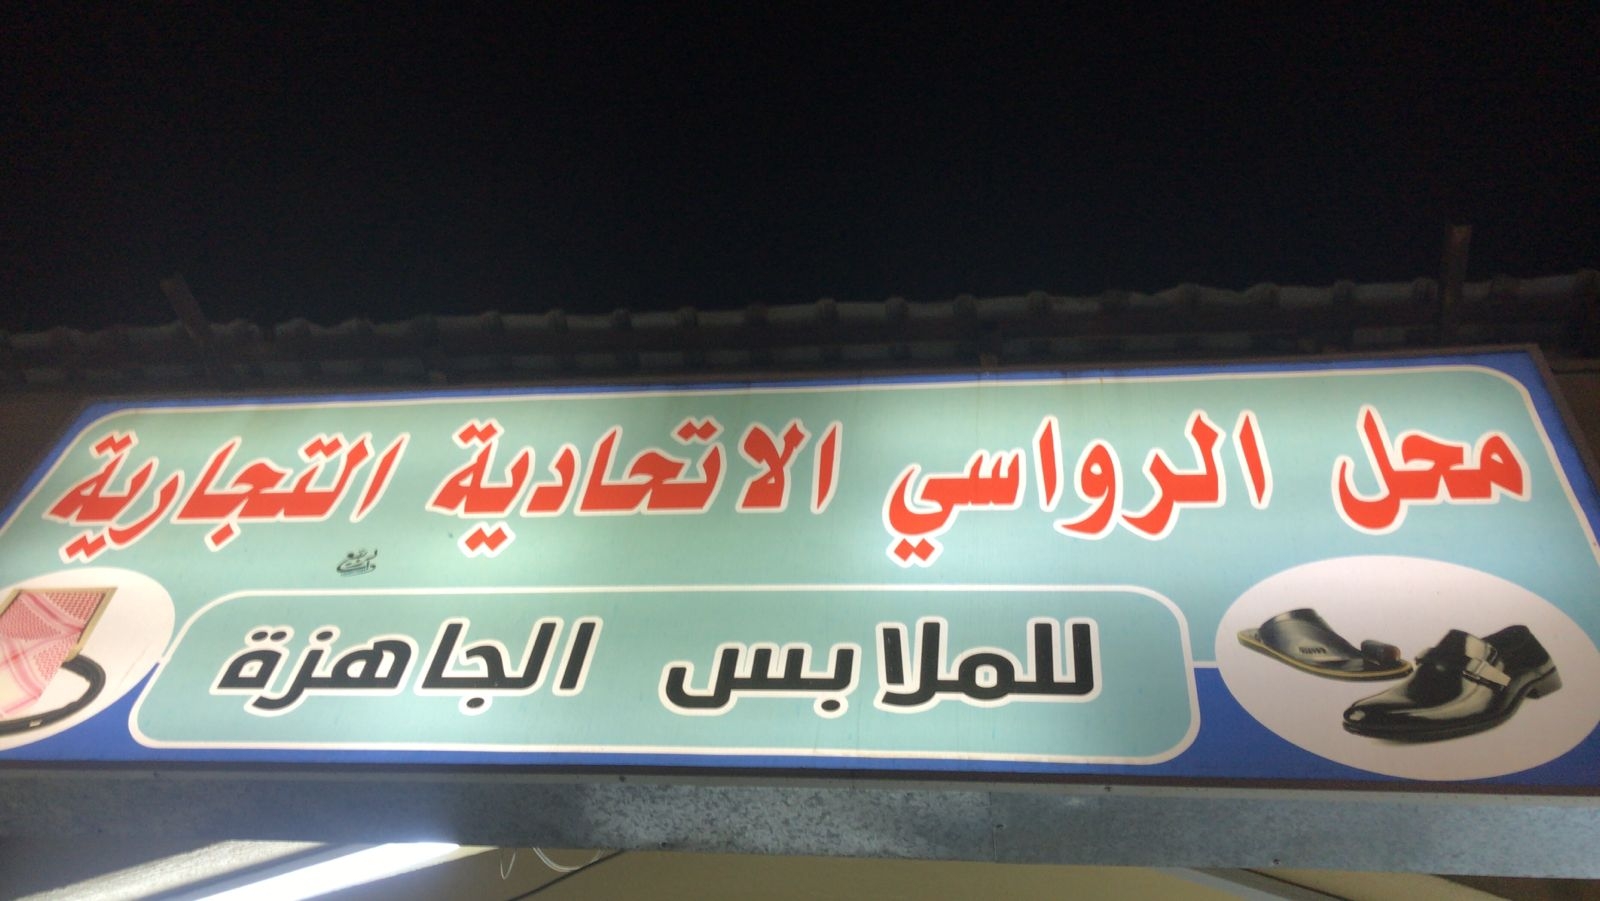 محل الرواسي الاتحادية التجارية
للملابس الجاهزة